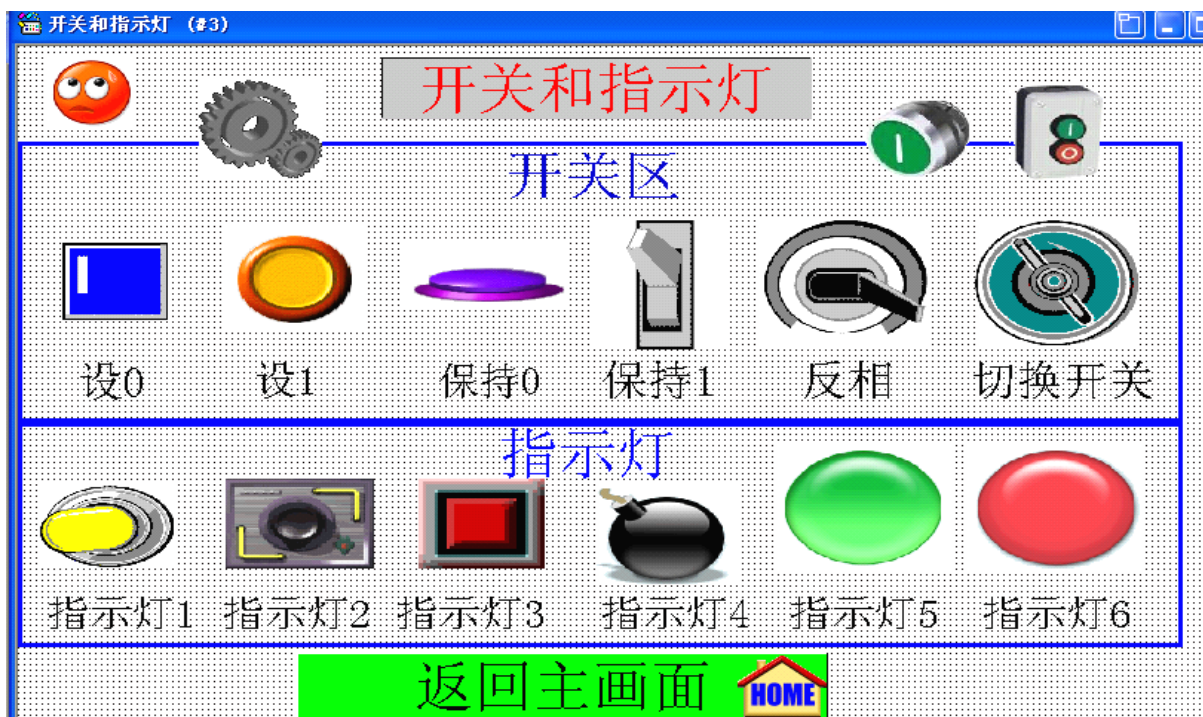 开关和指示灯 (#3)
开关和指示灯
开关区
设0 设1 保持0 保持1 反相 切换开关
指示灯
指示灯1 指示灯2 指示灯3 指示灯4 指示灯5 指示灯6
返回主画面 HOME